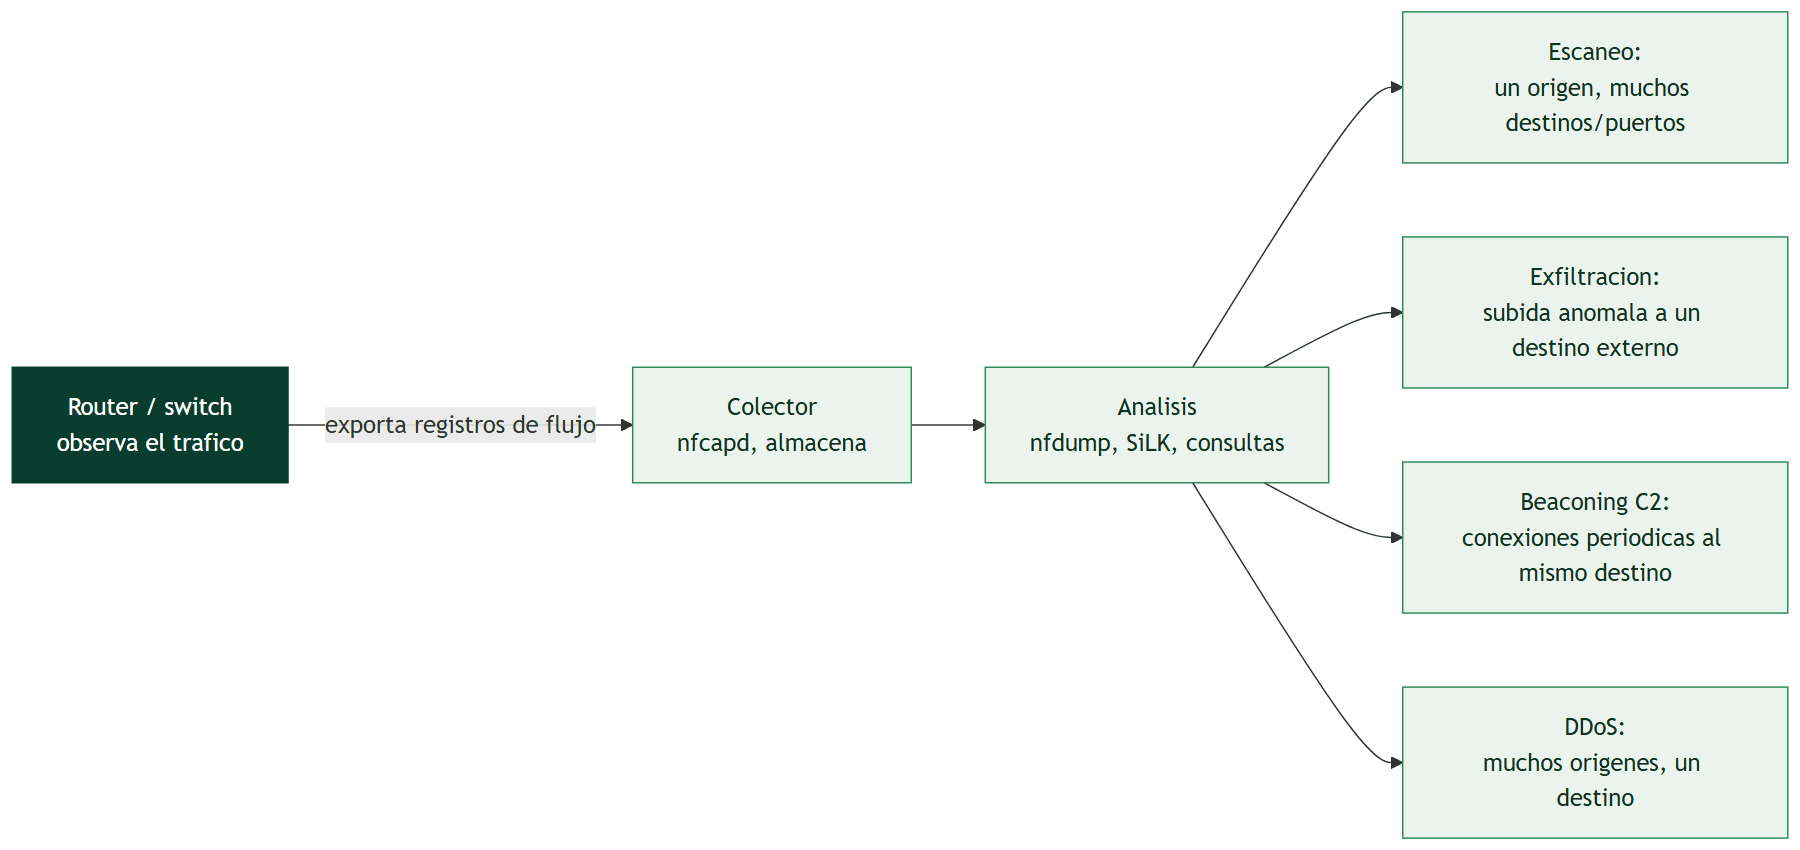 Router / switch
observa el trafico
exporta registros de flujo
Colector
nfcapd, almacena
Analisis
nfdump, SiLK, consultas
Escaneo:
un origen, muchos
destinos/puertos
Exfiltracion:
subida anomala a un
destino externo
Beaconing C2:
conexiones periodicas al
mismo destino
DDoS:
muchos origenes, un
destino